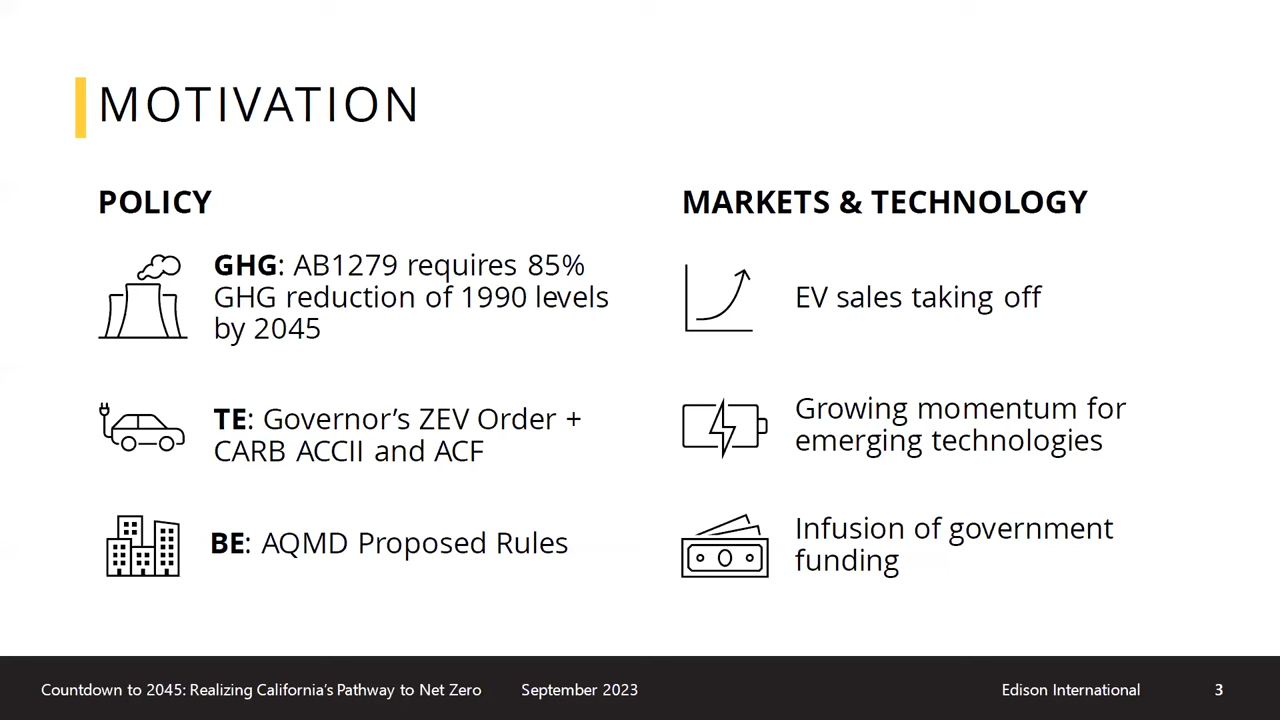 MOTIVATION
POLICY
GHG: AB1279 requires 85%
GHG reduction of 1990 levels
by 2045
TE: Governor’s ZEV Order +
CARB ACCII and ACF
BE: AQMD Proposed Rules
MARKETS & TECHNOLOGY
EV sales taking off
Growing momentum for
emerging technologies
Infusion of government
funding
Countdown to 2045: Realizing California’s Pathway to Net Zero September 2023 Edison International 3